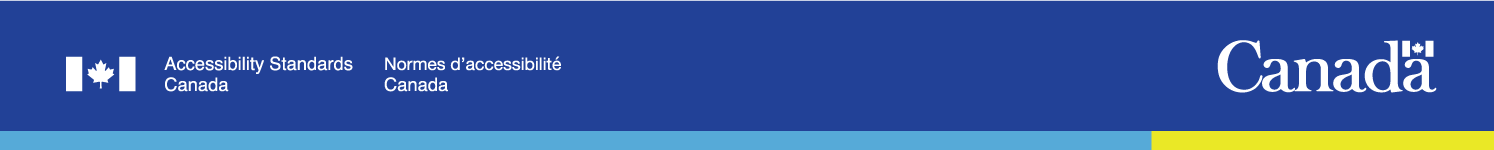 Accessibility Standards
Canada
Normes d'accessibilité
Canada
Canada